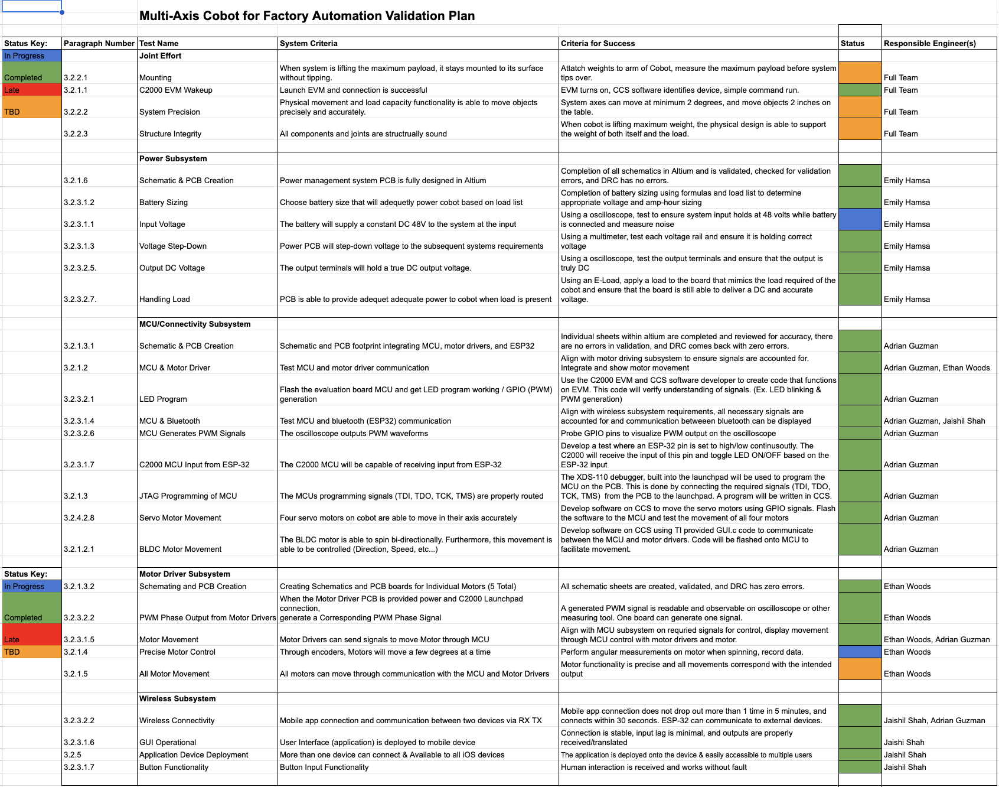 Multi-Axis Cobot for Factory Automation Validation Plan
Status Key: Paragraph Number Test Name System Criteria Criteria for Success Status Responsible Engineer(s)
In Progress Joint Effort
Completed 3.2.2.1 Mounting When system is lifting the maximum payload, it stays mounted to its surface
without tipping. Attatch weights to arm of Cobot, measure the maximum payload before system
tips over. Full Team
Late 3.2.1.1 C2000 EVM Wakeup Launch EVM and connection is successful EVM turns on, CCS software identifies device, simple command run. Full Team
TBD 3.2.2.2 System Precision Physical movement and load capacity functionality is able to move objects
precisely and accurately. System axes can move at minimum 2 degrees, and move objects 2 inches on
the table. Full Team
3.2.2.3 Structure Integrity All components and joints are structrually sound When cobot is lifting maximum weight, the physical design is able to support
the weight of both itself and the load. Full Team
Power Subsystem
3.2.1.6 Schematic & PCB Creation Power management system PCB is fully designed in Altium Completion of all schematics in Altium and is validated, checked for validation
errors, and DRC has no errors. Emily Hamsa
3.2.3.1.2 Battery Sizing Choose battery size that will adequetly power cobot based on load list Completion of battery sizing using formulas and load list to determine
appropriate voltage and amp-hour sizing Emily Hamsa
3.2.3.1.1 Input Voltage The battery will supply a constant DC 48V to the system at the input Using a oscilloscope, test to ensure system input holds at 48 volts while battery
is connected and measure noise Emily Hamsa
3.2.3.1.3 Voltage Step-Down Power PCB will step-down voltage to the subsequent systems requirements Using a multimeter, test each voltage rail and ensure it is holding correct
voltage Emily Hamsa
3.2.3.2.5. Output DC Voltage The output terminals will hold a true DC output voltage. Using a oscilloscope, test the output terminals and ensure that the output is
truly DC Emily Hamsa
3.2.3.2.7. Handling Load PCB is able to provide adequet adequate power to cobot when load is present Using an E-Load, apply a load to the board that mimics the load required of the
cobot and ensure that the board is still able to deliver a DC and accurate
voltage. Emily Hamsa
MCU/Connectivity Subsystem
3.2.1.3.1 Schematic & PCB Creation Schematic and PCB footprint integrating MCU, motor drivers, and ESP32 Individual sheets within altium are completed and reviewed for accuracy, there
are no errors in validation, and DRC comes back with zero errors. Adrian Guzman
3.2.1.2 MCU & Motor Driver Test MCU and motor driver communication Align with motor driving subsystem to ensure signals are accounted for.
Integrate and show motor movement Adrian Guzman, Ethan Woods
3.2.3.2.1 LED Program Flash the evaluation board MCU and get LED program working / GPIO (PWM)
generation Use the C2000 EVM and CCS software developer to create code that functions
on EVM. This code will verify understanding of signals. (Ex. LED blinking &
PWM generation) Adrian Guzman
3.2.3.1.4 MCU & Bluetooth Test MCU and bluetooth (ESP32) communication Align with wireless subsystem requirements, all necessary signals are
accounted for and communication betweeen bluetooth can be displayed Adrian Guzman, Jaishil Shah
3.2.3.2.6 MCU Generates PWM Signals The oscilloscope outputs PWM waveforms Probe GPIO pins to visualize PWM output on the oscilloscope Adrian Guzman
3.2.3.1.7 C2000 MCU Input from ESP-32 The C2000 MCU will be capable of receiving input from ESP-32 Develop a test where an ESP-32 pin is set to high/low continusoutly. The
C2000 will receive the input of this pin and toggle LED ON/OFF based on the
ESP-32 input Adrian Guzman
3.2.1.3 JTAG Programming of MCU The MCUs programming signals (TDI, TDO, TCK, TMS) are properly routed The XDS-110 debugger, built into the launchpad will be used to program the
MCU on the PCB. This is done by connecting the required signals (TDI, TDO,
TCK, TMS) from the PCB to the launchpad. A program will be written in CCS. Adrian Guzman
3.2.4.2.8 Servo Motor Movement Four servo motors on cobot are able to move in their axis accurately Develop software on CCS to move the servo motors using GPIO signals. Flash
the software to the MCU and test the movement of all four motors Adrian Guzman
3.2.1.2.1 BLDC Motor Movement The BLDC motor is able to spin bi-directionally. Furthermore, this movement is
able to be controlled (Direction, Speed, etc...) Develop software on CCS using TI provided GUI.c code to communicate
between the MCU and motor drivers. Code will be flashed onto MCU to
facilitate movement. Adrian Guzman
Status Key: Motor Driver Subsystem
In Progress 3.2.1.3.2 Schemating and PCB Creation Creating Schematics and PCB boards for Individual Motors (5 Total) All schematic sheets are created, validated, and DRC has zero errors. Ethan Woods
Completed 3.2.3.2.2 PWM Phase Output from Motor Drivers When the Motor Driver PCB is provided power and C2000 Launchpad
connection,
generate a Corresponding PWM Phase Signal A generated PWM signal is readable and observable on oscilloscope or other
measuring tool. One board can generate one signal. Ethan Woods
Late 3.2.3.1.5 Motor Movement Motor Drivers can send signals to move Motor through MCU Align with MCU subsystem on requried signals for control, display movement
through MCU control with motor drivers and motor. Ethan Woods, Adrian Guzman
TBD 3.2.1.4 Precise Motor Control Through encoders, Motors will move a few degrees at a time Perform angular measurements on motor when spinning, record data. Ethan Woods
3.2.1.5 All Motor Movement All motors can move through communication with the MCU and Motor Drivers Motor functionality is precise and all movements correspond with the intended
output Ethan Woods
Wireless Subsystem
3.2.3.2.2 Wireless Connectivity Mobile app connection and communication between two devices via RX TX Mobile app connection does not drop out more than 1 time in 5 minutes, and
connects within 30 seconds. ESP-32 can communicate to external devices. Jaishil Shah, Adrian Guzman
3.2.3.1.6 GUI Operational User Interface (application) is deployed to mobile device Connection is stable, input lag is minimal, and outputs are properly
received/translated Jaishi Shah
3.2.5 Application Device Deployment More than one device can connect & Available to all iOS devices The application is deployed onto the device & easily accessible to multiple users Jaishil Shah
3.2.3.1.7 Button Functionality Button Input Functionality Human interaction is received and works without fault Jaishil Shah